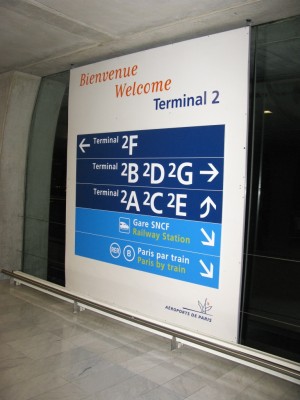 Bienvenue
Welcome
Terminal 2
← Terminal 2F
Terminal 2B 2D 2G →
Terminal 2A 2C 2E
Gare SNCF
Railway Station
RER B Paris par train
Paris by train
AÉROPORTS DE PARIS